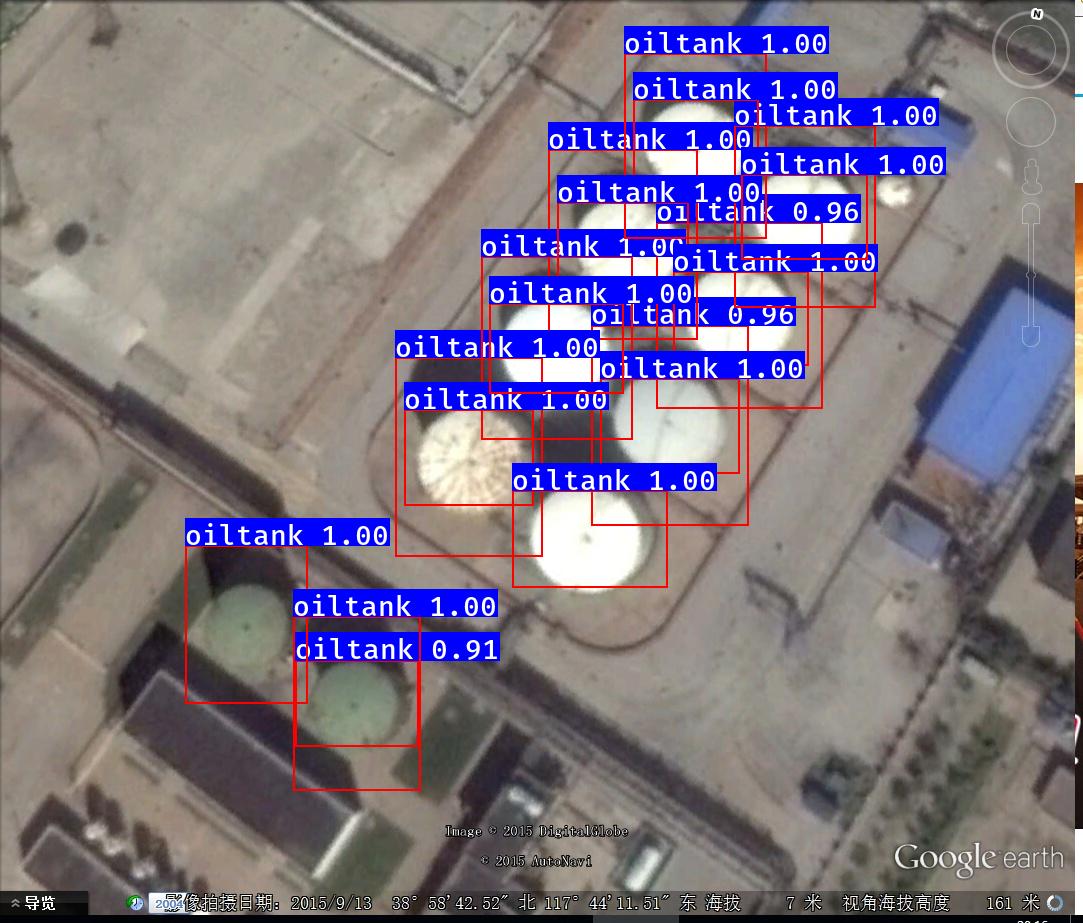 N
oiltank 1.00
oiltank 1.00
oiltank 1.00
oiltank 1.00
oiltank 1.00
oiltank 1.00
oiltank 0.96
oiltank 1.00
oiltank 1.00
oiltank 1.00
oiltank 0.96
oiltank 1.00
oiltank 1.00
oiltank 1.00
oiltank 1.00
oiltank 1.00
oiltank 1.00
oiltank 0.91
Image © 2015 DigitalGlobe
© 2015 AutoNavi
Google earth
导览 2004 影像拍摄日期: 2015/9/13 38° 58'42.52" 北 117° 44'11.51" 东 海拔 7 米 视角海拔高度 161 米